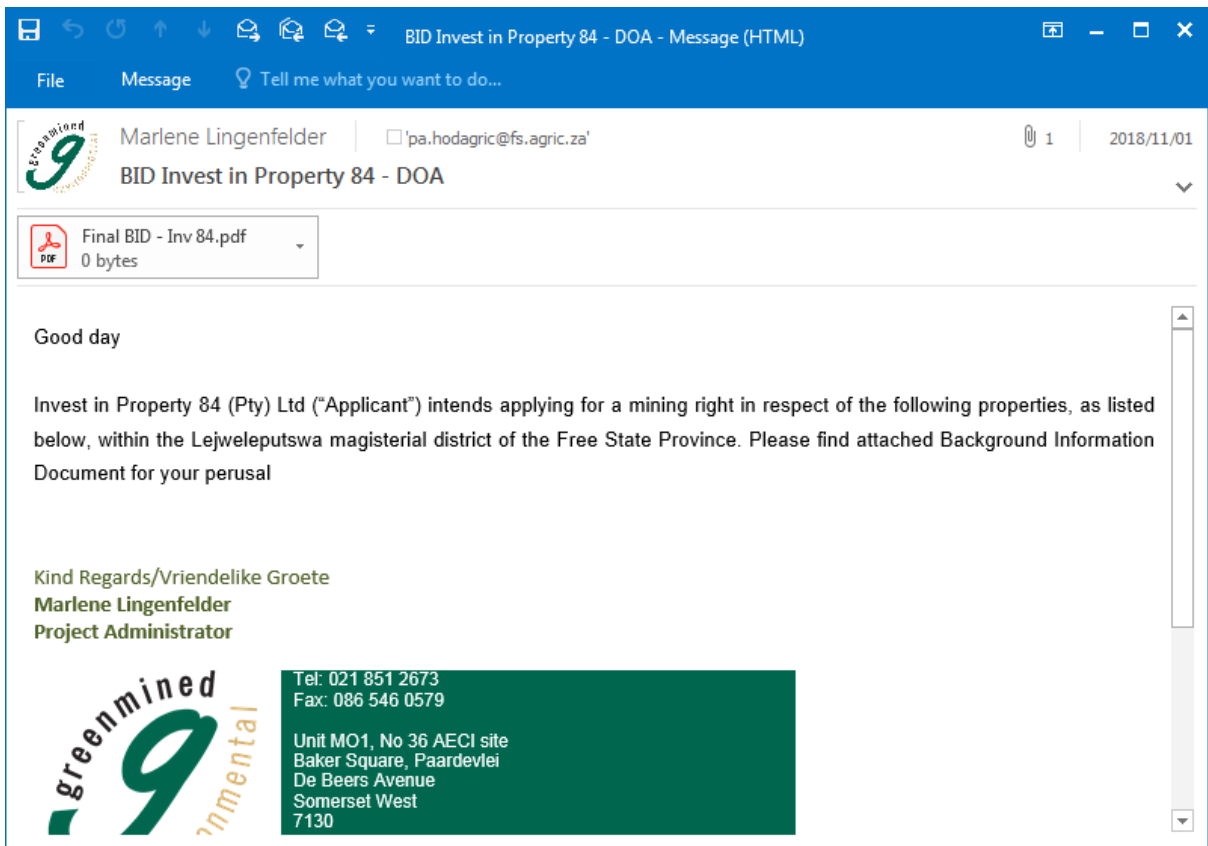 BID Invest in Property 84 - DOA - Message (HTML)
File Message Tell me what you want to do...
greenmined
Marlene Lingenfelder 'pa.hodagric@fs.agric.za' 1 2018/11/01
BID Invest in Property 84 - DOA
Final BID - Inv 84.pdf
PDF 0 bytes
Good day
Invest in Property 84 (Pty) Ltd (“Applicant”) intends applying for a mining right in respect of the following properties, as listed
below, within the Lejweleputswa magisterial district of the Free State Province. Please find attached Background Information
Document for your perusal
Kind Regards/Vriendelike Groete
Marlene Lingenfelder
Project Administrator
greenmined
nmental
Tel: 021 851 2673
Fax: 086 546 0579
Unit MO1, No 36 AECI site
Baker Square, Paardevlei
De Beers Avenue
Somerset West
7130